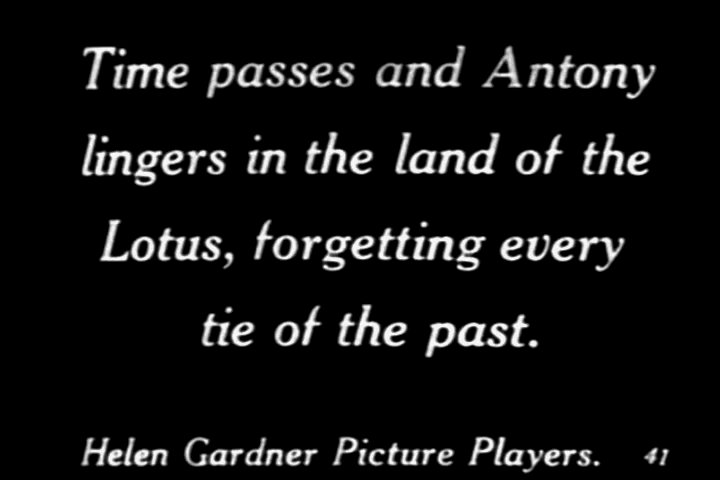 Time passes and Antony
lingers in the land of the
Lotus, forgetting every
tie of the past.
Helen Gardner Picture Players. 41